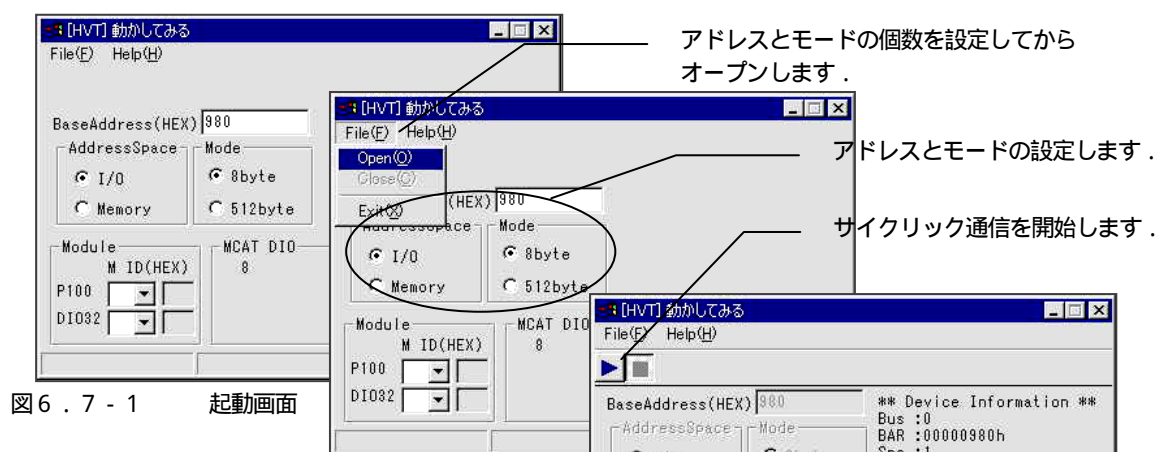 [HVT] 動かしてみる
File(F) Help(H)
BaseAddress(HEX) 980
AddressSpace
I/O
Memory
Mode
8byte
512byte
Module
M ID(HEX)
P100
DIO32
MCAT DIO
8
図6.7-1 起動画面
アドレスとモードの個数を設定してから
オープンします.
[HVT] 動かしてみる
File(F) Help(H)
Open(O)
Close(C)
Exit(X)
(HEX) 980
AddressSpace
I/O
Memory
Mode
8byte
512byte
Module
M ID(HEX)
P100
DIO32
MCAT DIO
8
アドレスとモードの設定します.
サイクリック通信を開始します.
[HVT] 動かしてみる
File(F) Help(H)
BaseAddress(HEX) 980
AddressSpace
Mode
** Device Information **
Bus :0
BAR :00000980h